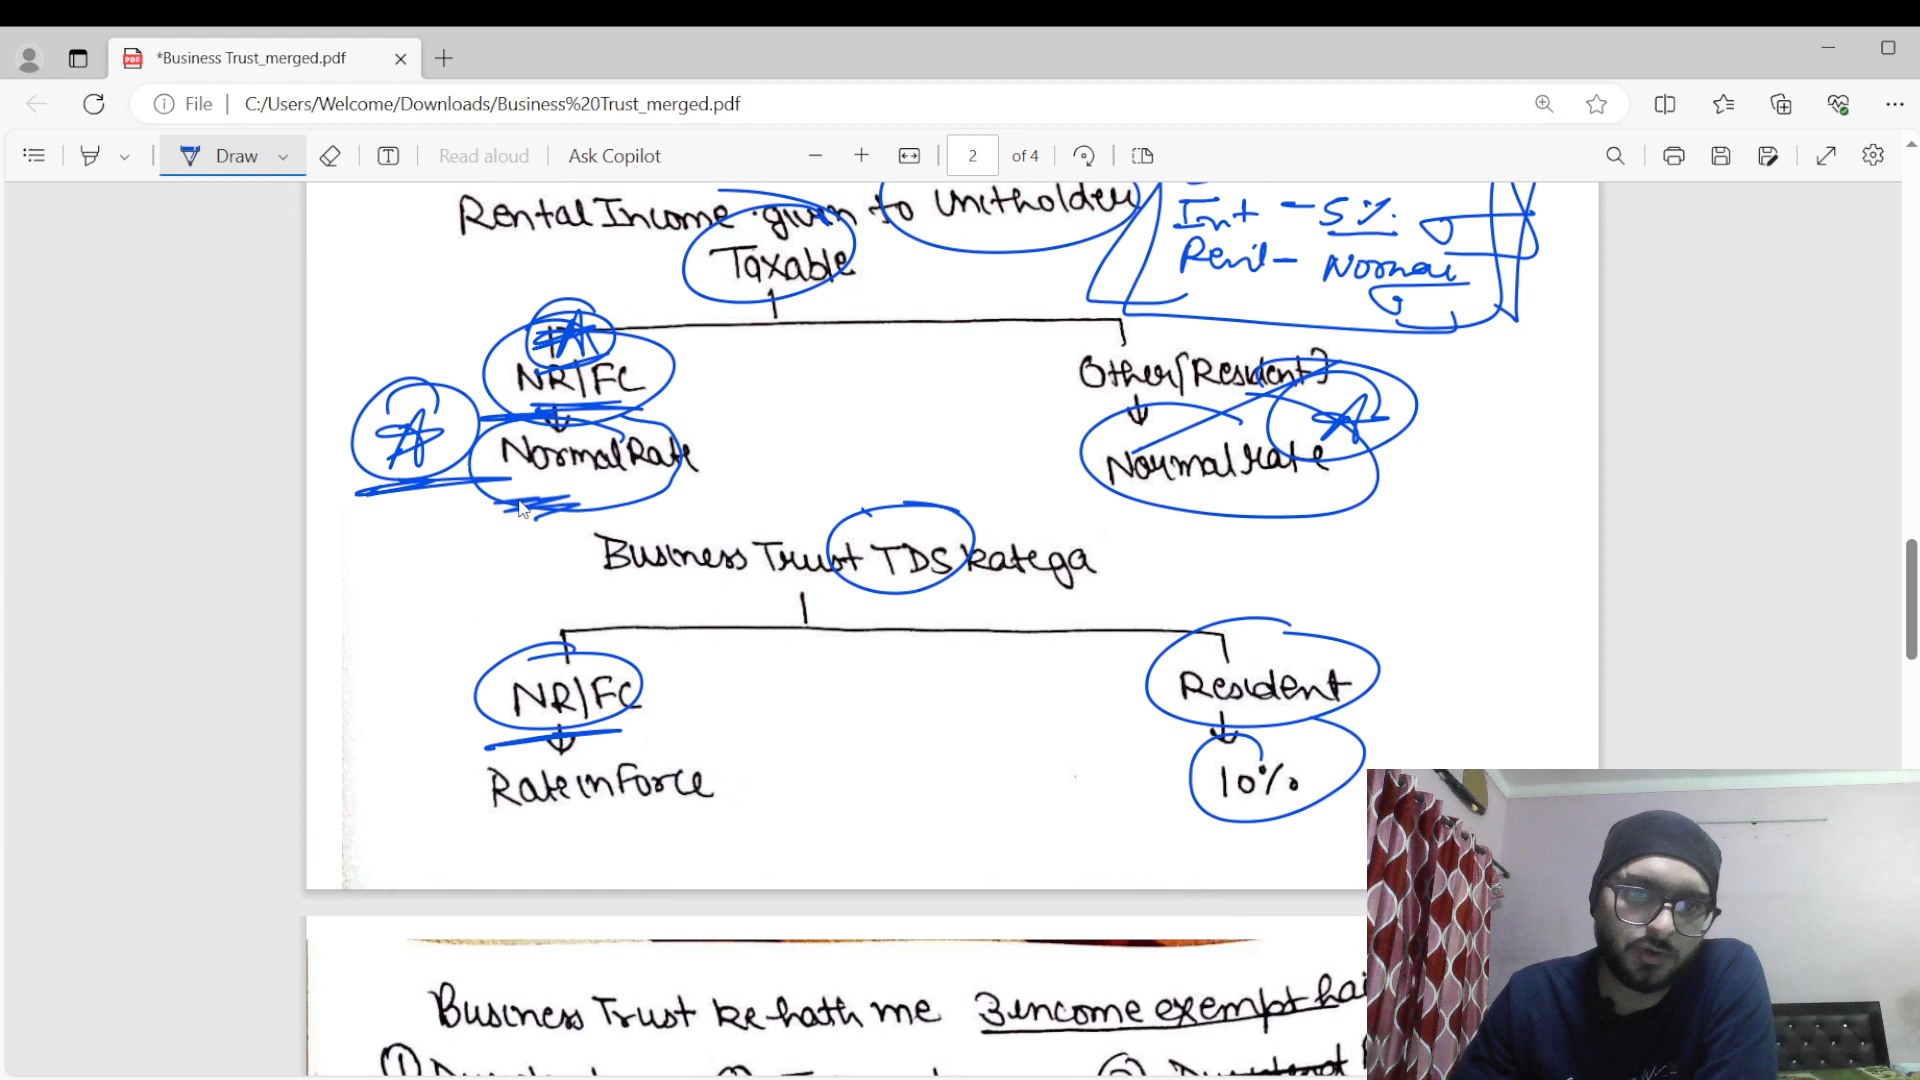 *Business Trust_merged.pdf
File
C:/Users/Welcome/Downloads/Business%20Trust_merged.pdf
Draw
Read aloud
Ask Copilot
2
of 4
Rental Income given to Unitholder
Taxable
Int - 5%
Normal
NR/FC
Other [Resident]
Normal Rate
Normal rate
Business Trust TDS katega
NR/FC
Resident
Rate in Force
10%
Business Trust ke hath me 3 income exempt hai